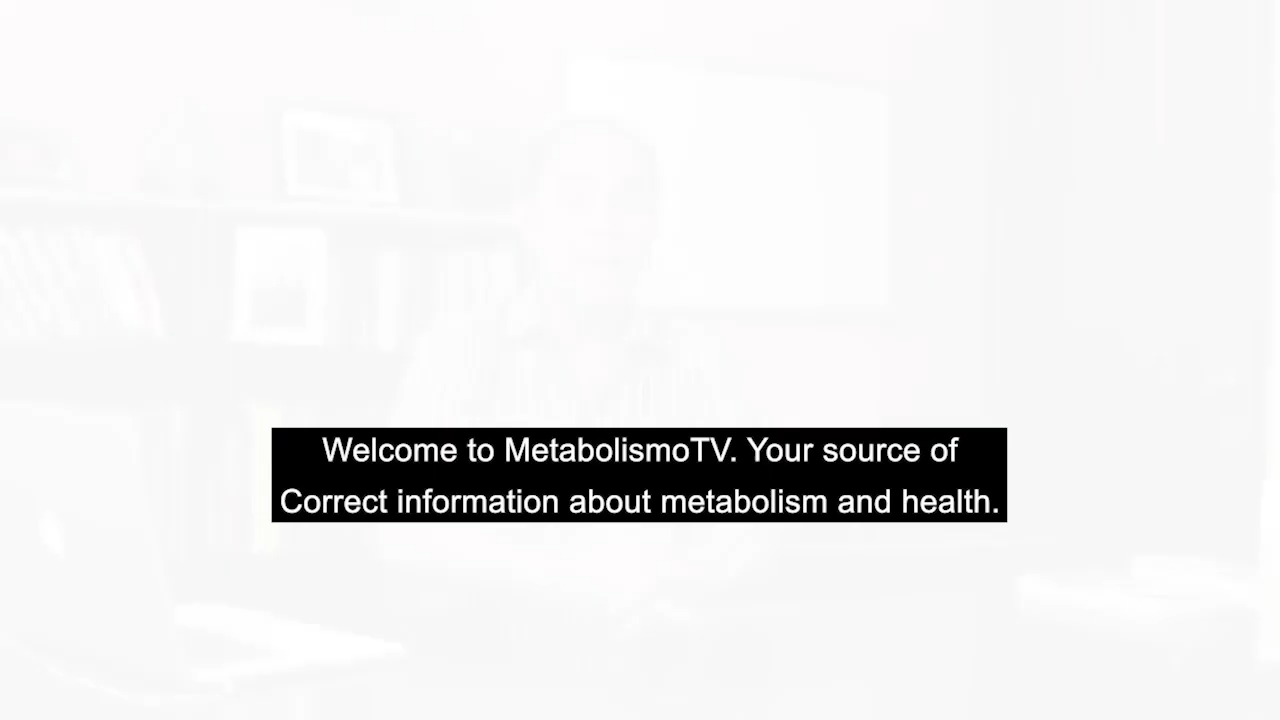 Welcome to MetabolismoTV. Your source of
Correct information about metabolism and health.